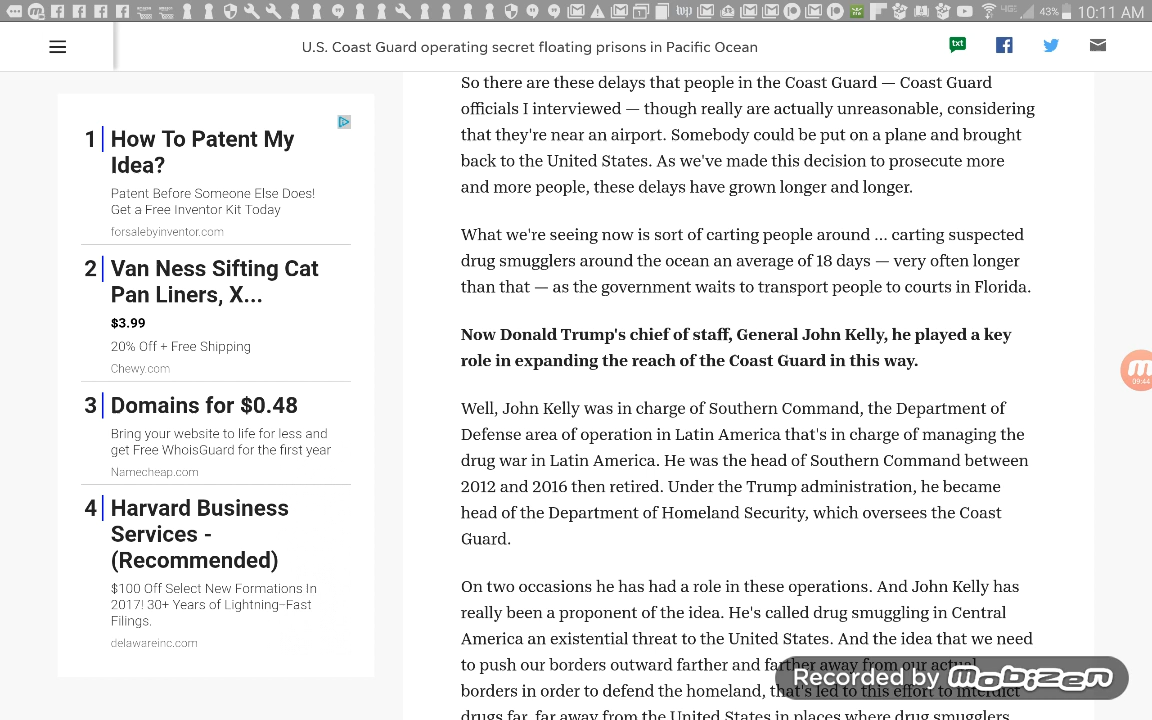 43% 10:11 AM
U.S. Coast Guard operating secret floating prisons in Pacific Ocean
txt
1 How To Patent My
Idea?
Patent Before Someone Else Does!
Get a Free Inventor Kit Today
forsalebyinventor.com
2 Van Ness Sifting Cat
Pan Liners, X...
$3.99
20% Off + Free Shipping
Chewy.com
3 Domains for $0.48
Bring your website to life for less and
get Free WhoisGuard for the first year
Namecheap.com
4 Harvard Business
Services -
(Recommended)
$100 Off Select New Formations In
2017! 30+ Years of Lightning-Fast
Filings.
delawareinc.com
So there are these delays that people in the Coast Guard — Coast Guard
officials I interviewed — though really are actually unreasonable, considering
that they're near an airport. Somebody could be put on a plane and brought
back to the United States. As we've made this decision to prosecute more
and more people, these delays have grown longer and longer.
What we're seeing now is sort of carting people around ... carting suspected
drug smugglers around the ocean an average of 18 days — very often longer
than that — as the government waits to transport people to courts in Florida.
Now Donald Trump's chief of staff, General John Kelly, he played a key
role in expanding the reach of the Coast Guard in this way.
Well, John Kelly was in charge of Southern Command, the Department of
Defense area of operation in Latin America that's in charge of managing the
drug war in Latin America. He was the head of Southern Command between
2012 and 2016 then retired. Under the Trump administration, he became
head of the Department of Homeland Security, which oversees the Coast
Guard.
On two occasions he has had a role in these operations. And John Kelly has
really been a proponent of the idea. He's called drug smuggling in Central
America an existential threat to the United States. And the idea that we need
to push our borders outward farther and farther away from our actual
borders in order to defend the homeland, that's led to this effort to interdict
drugs far, far away from the United States in places where drug smugglers
09:44
Recorded by mobizen